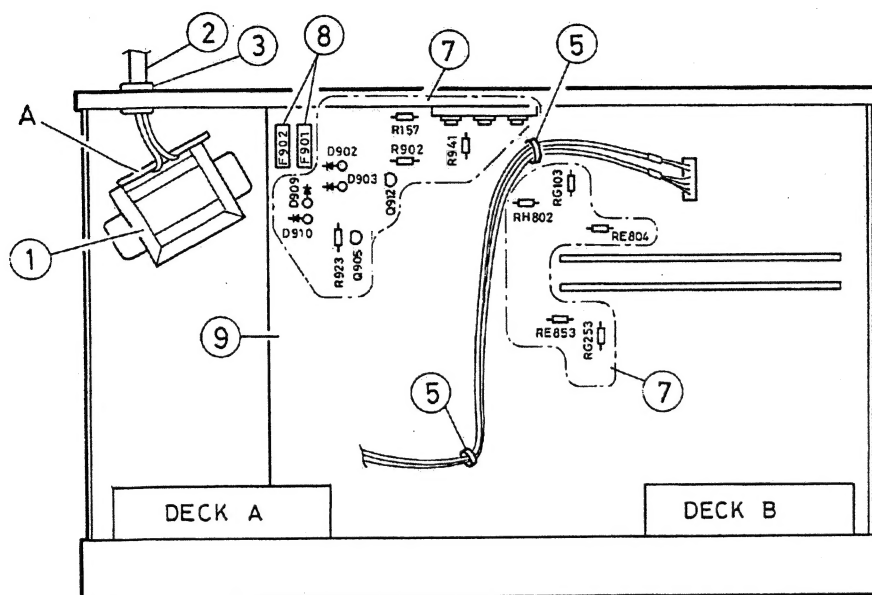 2
3
8
7
5
A
F902
F901
D902
R157
R902
R941
D903
D909
Q912
RG103
RH802
D910
RE804
1
R923
Q905
9
RE853
RG253
5
7
DECK A
DECK B